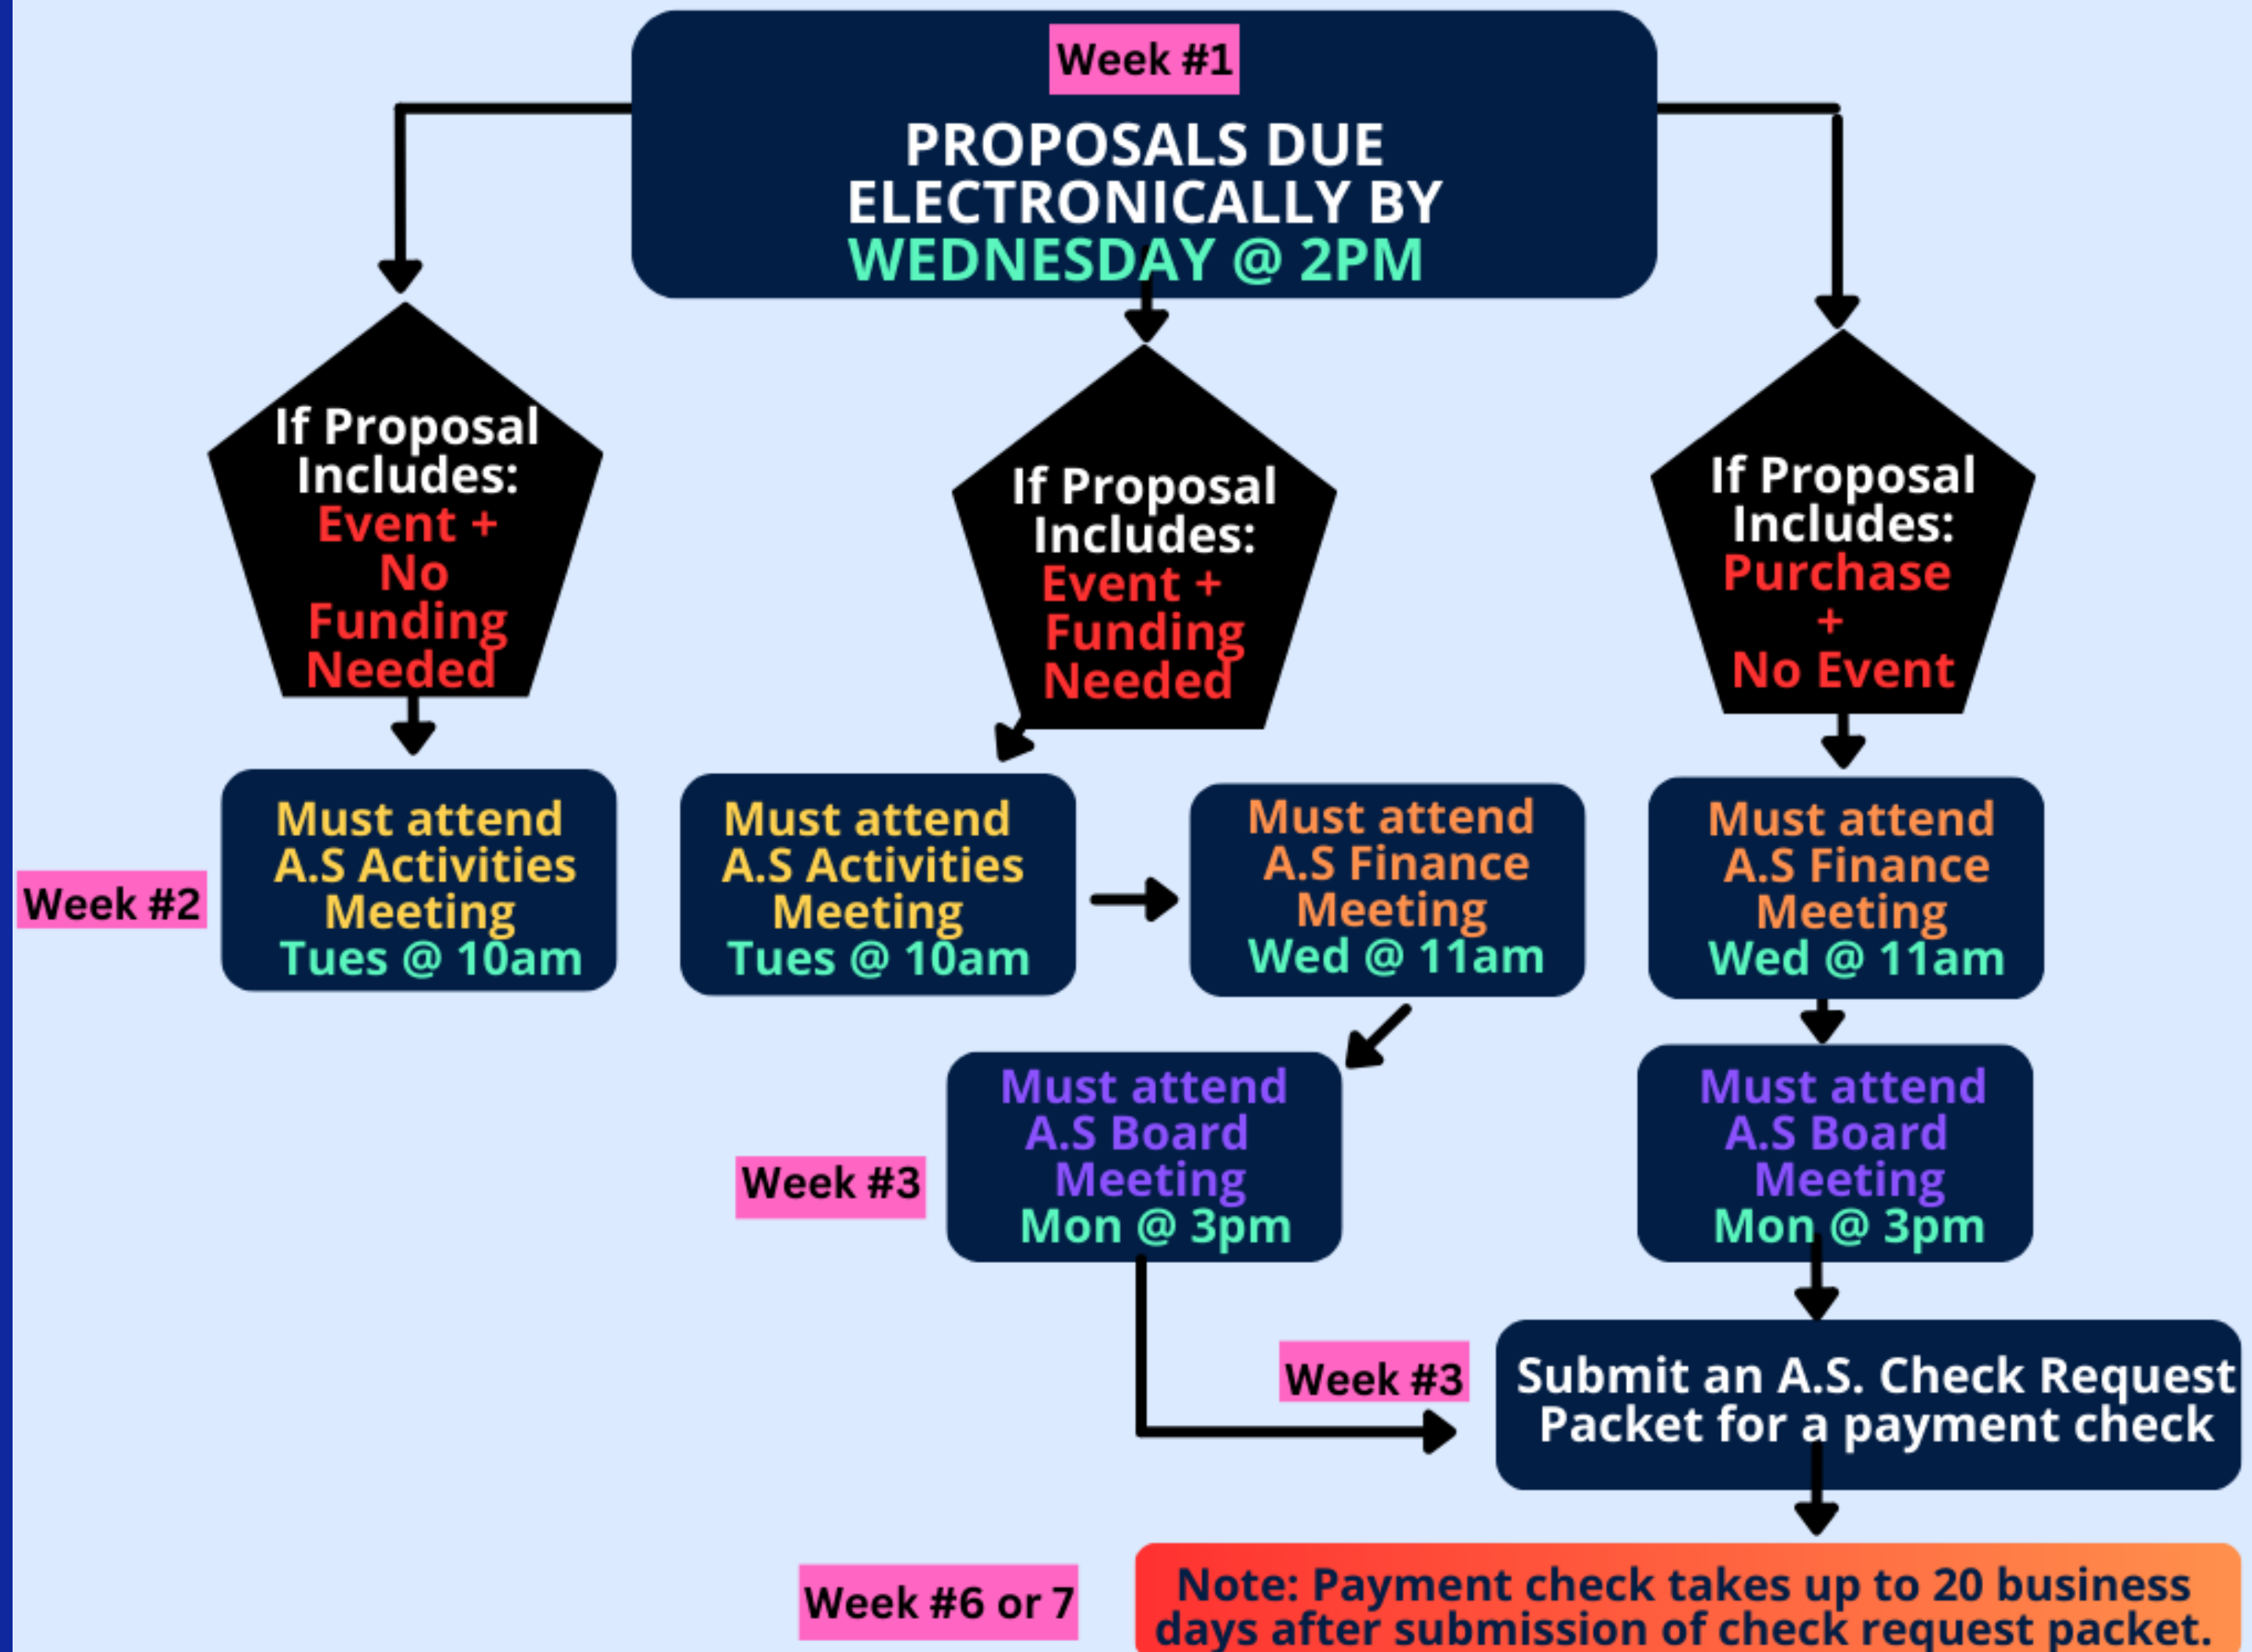 Week #1
PROPOSALS DUE
ELECTRONICALLY BY
WEDNESDAY @ 2PM
If Proposal
Includes:
Event +
No
Funding
Needed
If Proposal
Includes:
Event +
Funding
Needed
If Proposal
Includes:
Purchase
+
No Event
Week #2
Must attend
A.S Activities
Meeting
Tues @ 10am
Must attend
A.S Activities
Meeting
Tues @ 10am
Must attend
A.S Finance
Meeting
Wed @ 11am
Must attend
A.S Finance
Meeting
Wed @ 11am
Week #3
Must attend
A.S Board
Meeting
Mon @ 3pm
Must attend
A.S Board
Meeting
Mon @ 3pm
Week #3
Submit an A.S. Check Request
Packet for a payment check
Week #6 or 7
Note: Payment check takes up to 20 business
days after submission of check request packet.